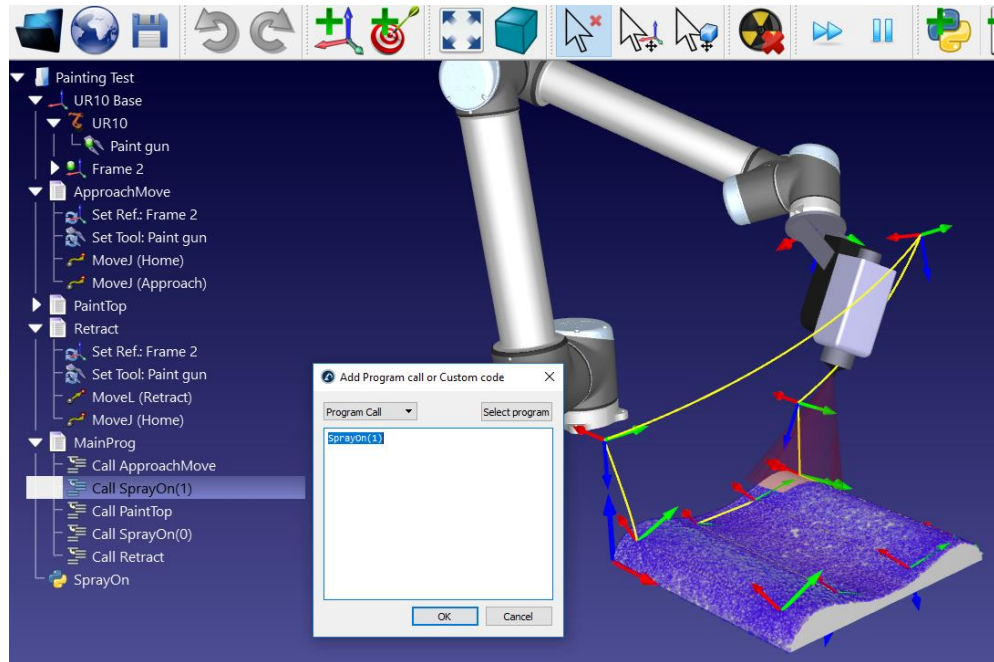 Painting Test
UR10 Base
UR10
Paint gun
Frame 2
ApproachMove
Set Ref.: Frame 2
Set Tool: Paint gun
MoveJ (Home)
MoveJ (Approach)
PaintTop
Retract
Set Ref.: Frame 2
Set Tool: Paint gun
MoveL (Retract)
MoveJ (Home)
MainProg
Call ApproachMove
Call SprayOn(1)
Call PaintTop
Call SprayOn(0)
Call Retract
SprayOn
Add Program call or Custom code
Program Call
Select program
SprayOn(1)
OK
Cancel